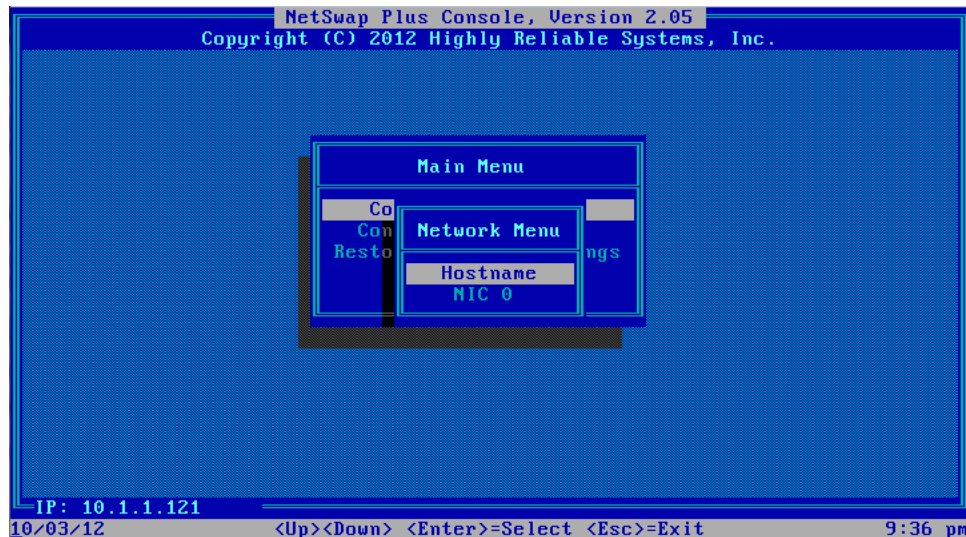 NetSwap Plus Console, Version 2.05
Copyright (C) 2012 Highly Reliable Systems, Inc.
Main Menu
Co
Con
Resto ngs
Network Menu
Hostname
NIC 0
IP: 10.1.1.121
10/03/12 <Up><Down> <Enter>=Select <Esc>=Exit 9:36 pm